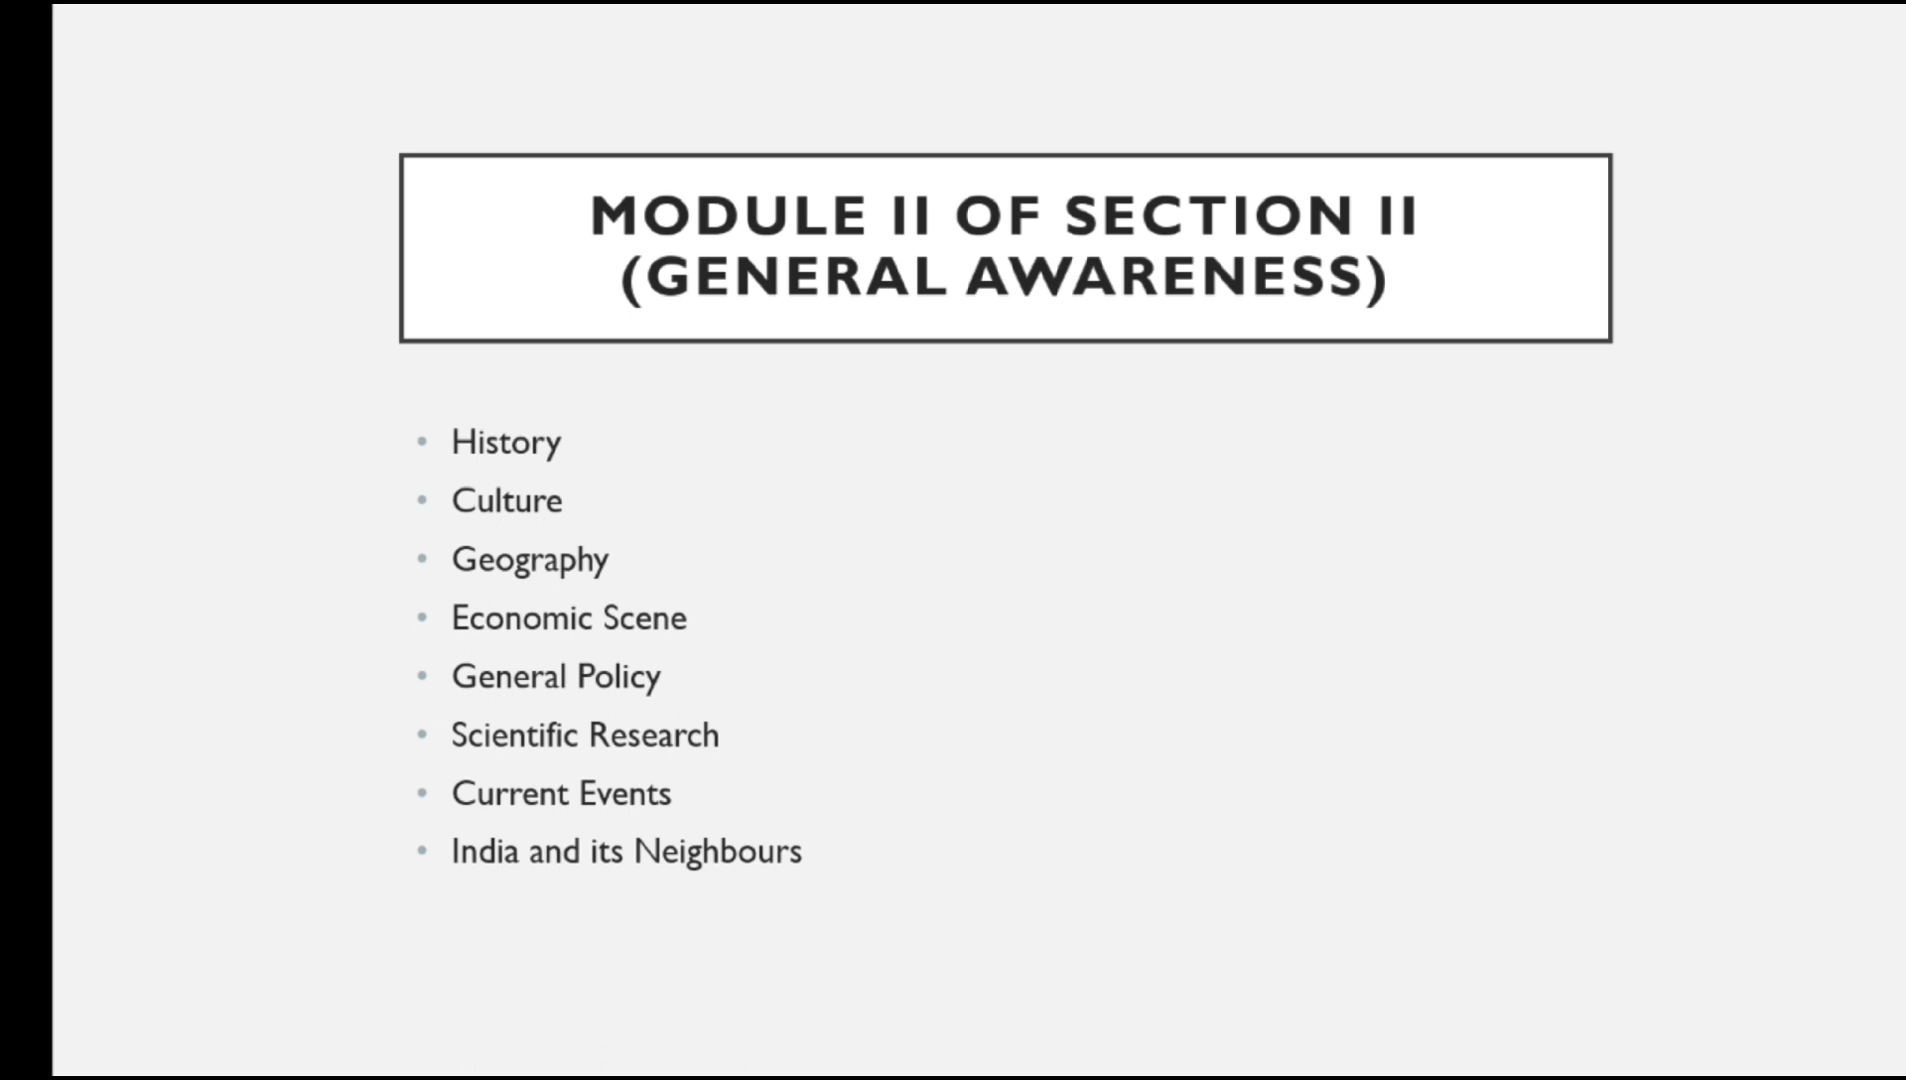 MODULE II OF SECTION II
(GENERAL AWARENESS)
• History
• Culture
• Geography
• Economic Scene
• General Policy
• Scientific Research
• Current Events
• India and its Neighbours